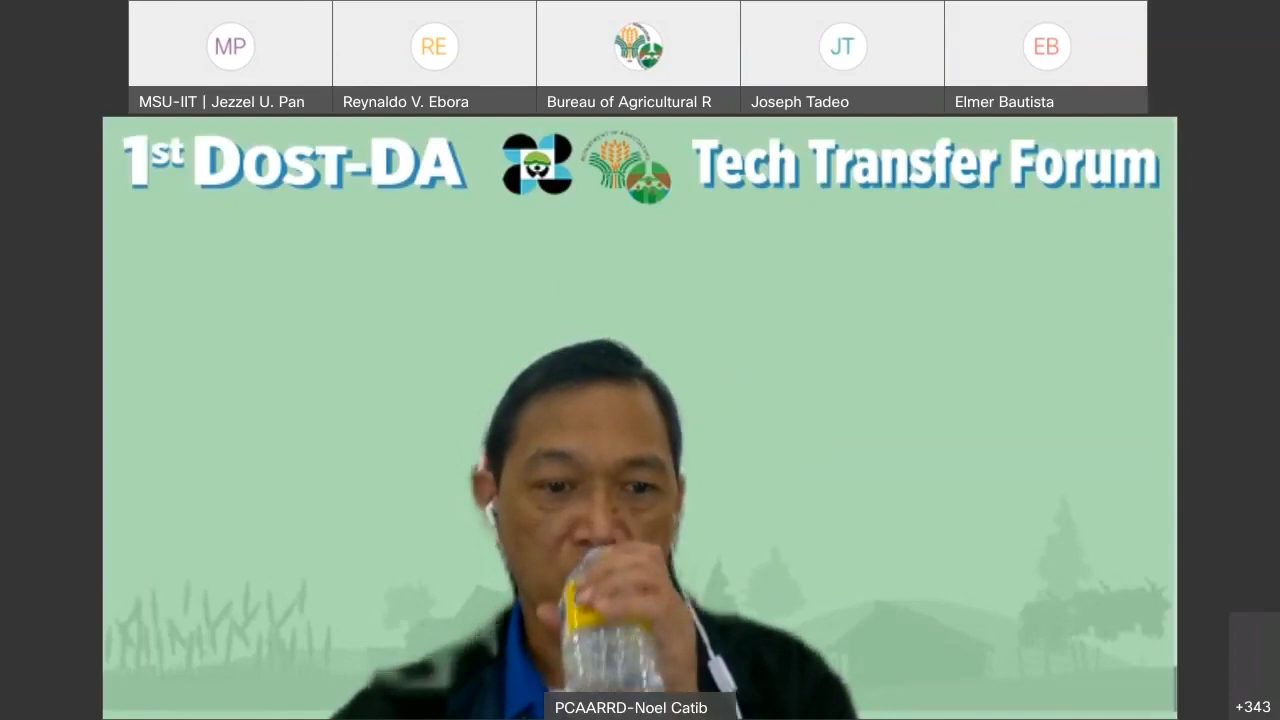 MP
RE
JT
EB
MSU-IIT | Jezzel U. Pan
Reynaldo V. Ebora
Bureau of Agricultural R
Joseph Tadeo
Elmer Bautista
1st DOST-DA
Tech Transfer Forum
PCAARRD-Noel Catib
+343